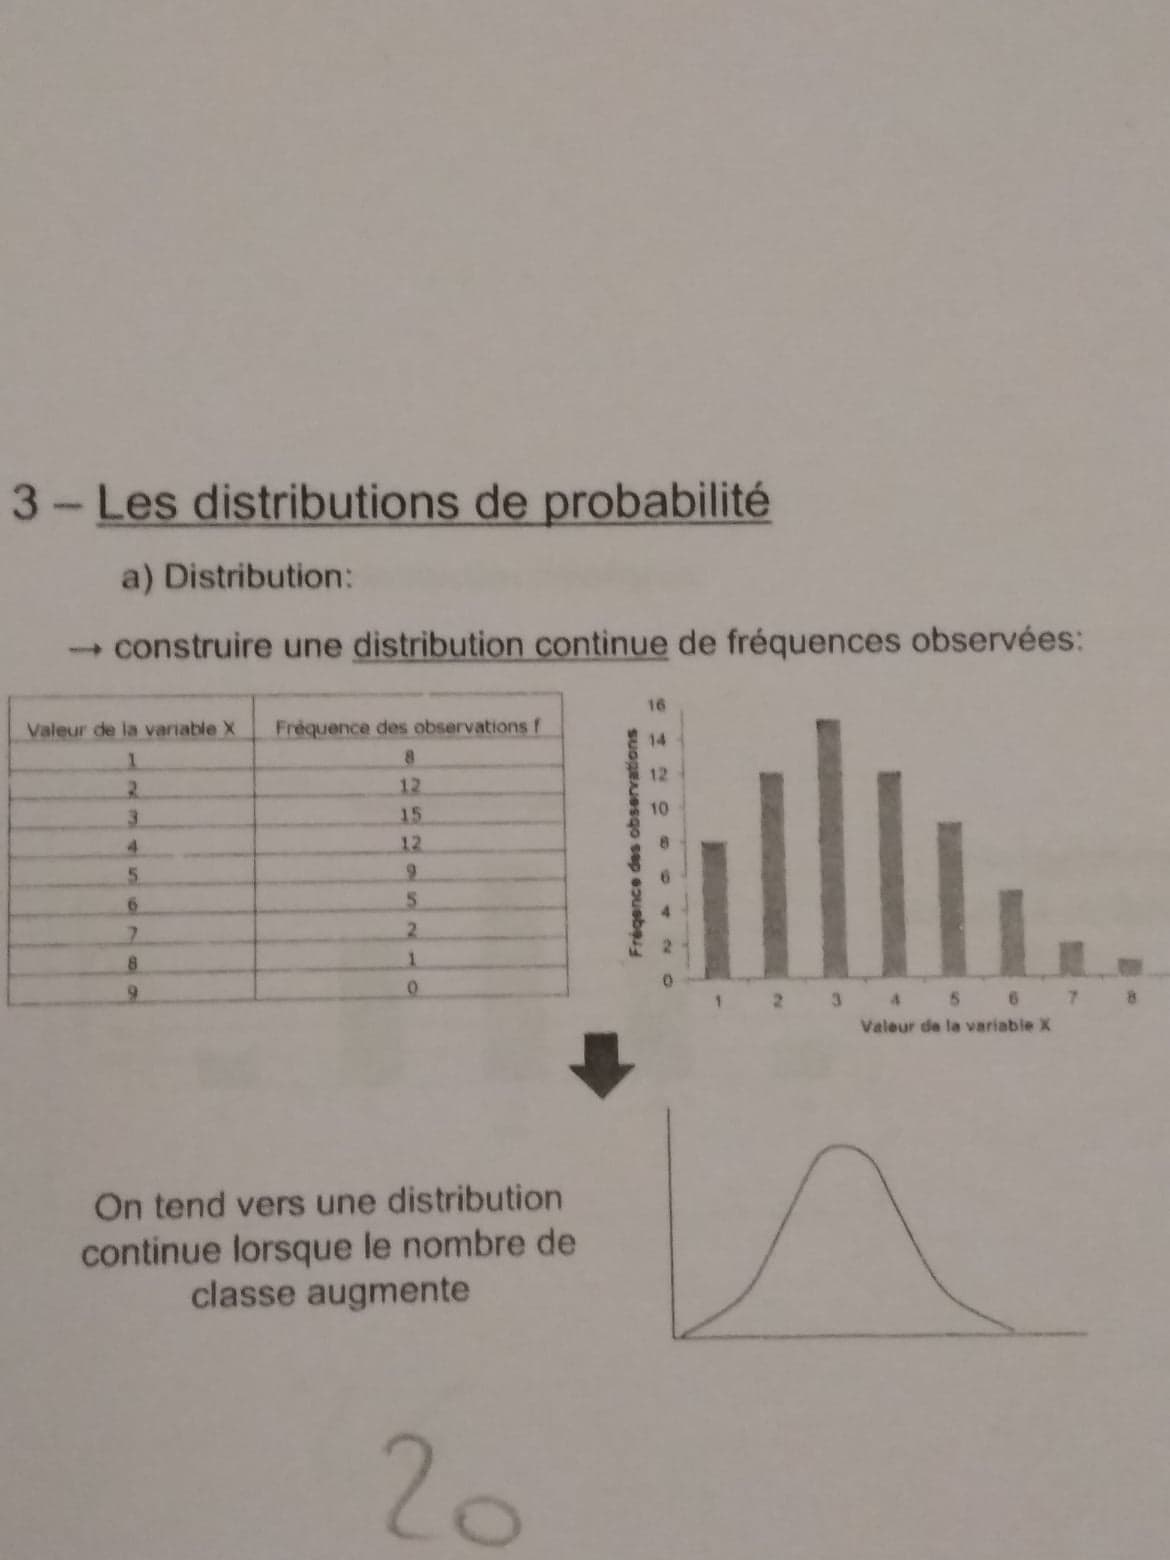 3 – Les distributions de probabilité
a) Distribution:
→ construire une distribution continue de fréquences observées:
Valeur de la variable X Fréquence des observations f
1 8
2 12
3 15
4 12
5 9
6 5
7 2
8 1
9 0
Fréqence des observations
16
14
12
10
8
6
4
2
0
1 2 3 4 5 6 7 8
Valeur de la variable X
On tend vers une distribution
continue lorsque le nombre de
classe augmente
20